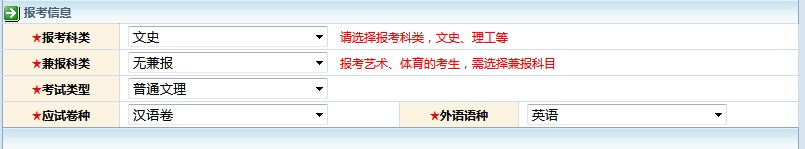 报考信息
★报考科类 文史 请选择报考科类，文史、理工等
★兼报科类 无兼报 报考艺术、体育的考生，需选择兼报科目
★考试类型 普通文理
★应试卷种 汉语卷 ★外语语种 英语